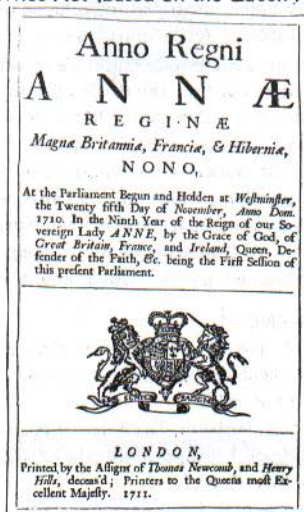 Anno Regni
ANNÆ
REGINÆ
Magnæ Britanniæ, Franciæ, & Hiberniæ,
NONO,
At the Parliament Begun and Holden at Weſtminſter,
the Twenty fifth Day of November, Anno Dom.
1710. In the Ninth Year of the Reign of our So-
vereign Lady ANNE, by the Grace of God, of
Great Britain, France, and Ireland, Queen, De-
fender of the Faith, &c. being the Firſt Seſſion of
this preſent Parliament.
SEMPER EADEM
LONDON,
Printed by the Aſſigns of Thomas Newcomb, and Henry
Hills, deceas'd; Printers to the Queens moſt Ex-
cellent Majeſty. 1711.